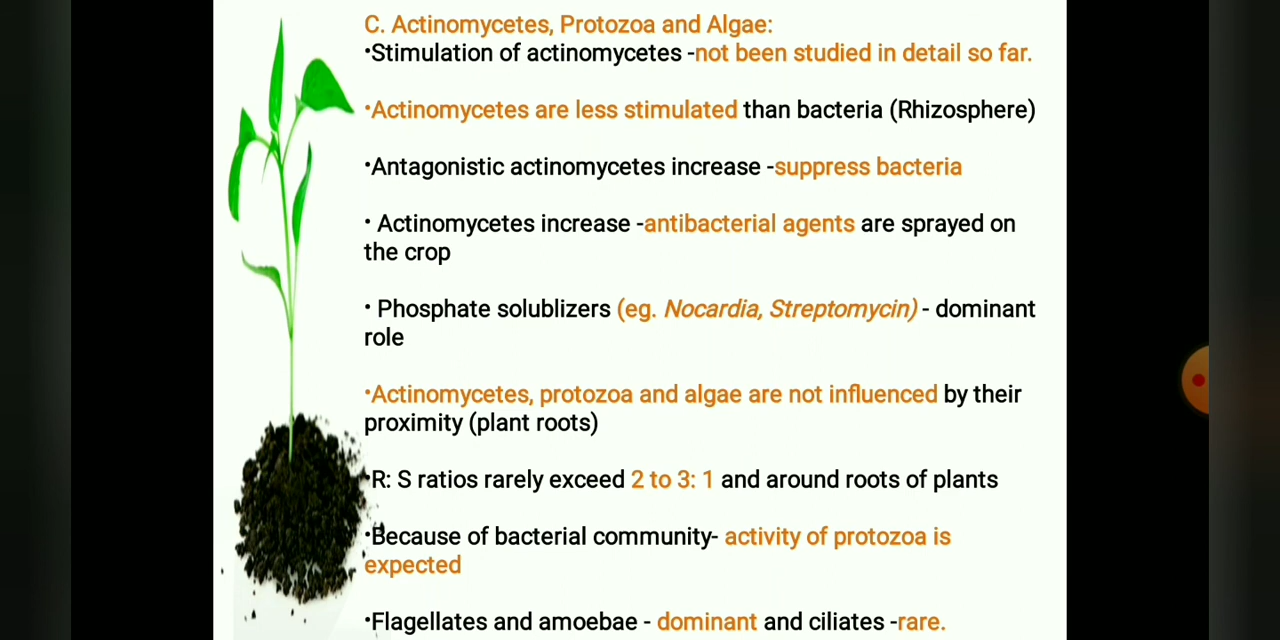 C. Actinomycetes, Protozoa and Algae:
•Stimulation of actinomycetes -not been studied in detail so far.
•Actinomycetes are less stimulated than bacteria (Rhizosphere)
•Antagonistic actinomycetes increase -suppress bacteria
• Actinomycetes increase -antibacterial agents are sprayed on
the crop
• Phosphate solublizers (eg. Nocardia, Streptomycin) - dominant
role
•Actinomycetes, protozoa and algae are not influenced by their
proximity (plant roots)
•R: S ratios rarely exceed 2 to 3: 1 and around roots of plants
•Because of bacterial community- activity of protozoa is
expected
•Flagellates and amoebae - dominant and ciliates -rare.